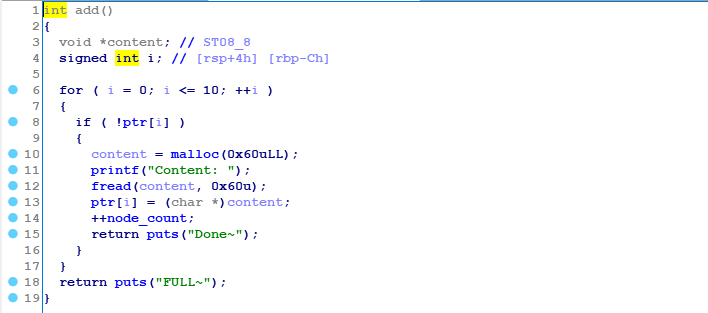 1 int add()
2 {
3 void *content; // ST08_8
4 signed int i; // [rsp+4h] [rbp-Ch]
5
6 for ( i = 0; i <= 10; ++i )
7 {
8 if ( !ptr[i] )
9 {
10 content = malloc(0x60uLL);
11 printf("Content: ");
12 fread(content, 0x60u);
13 ptr[i] = (char *)content;
14 ++node_count;
15 return puts("Done~");
16 }
17 }
18 return puts("FULL~");
19 }